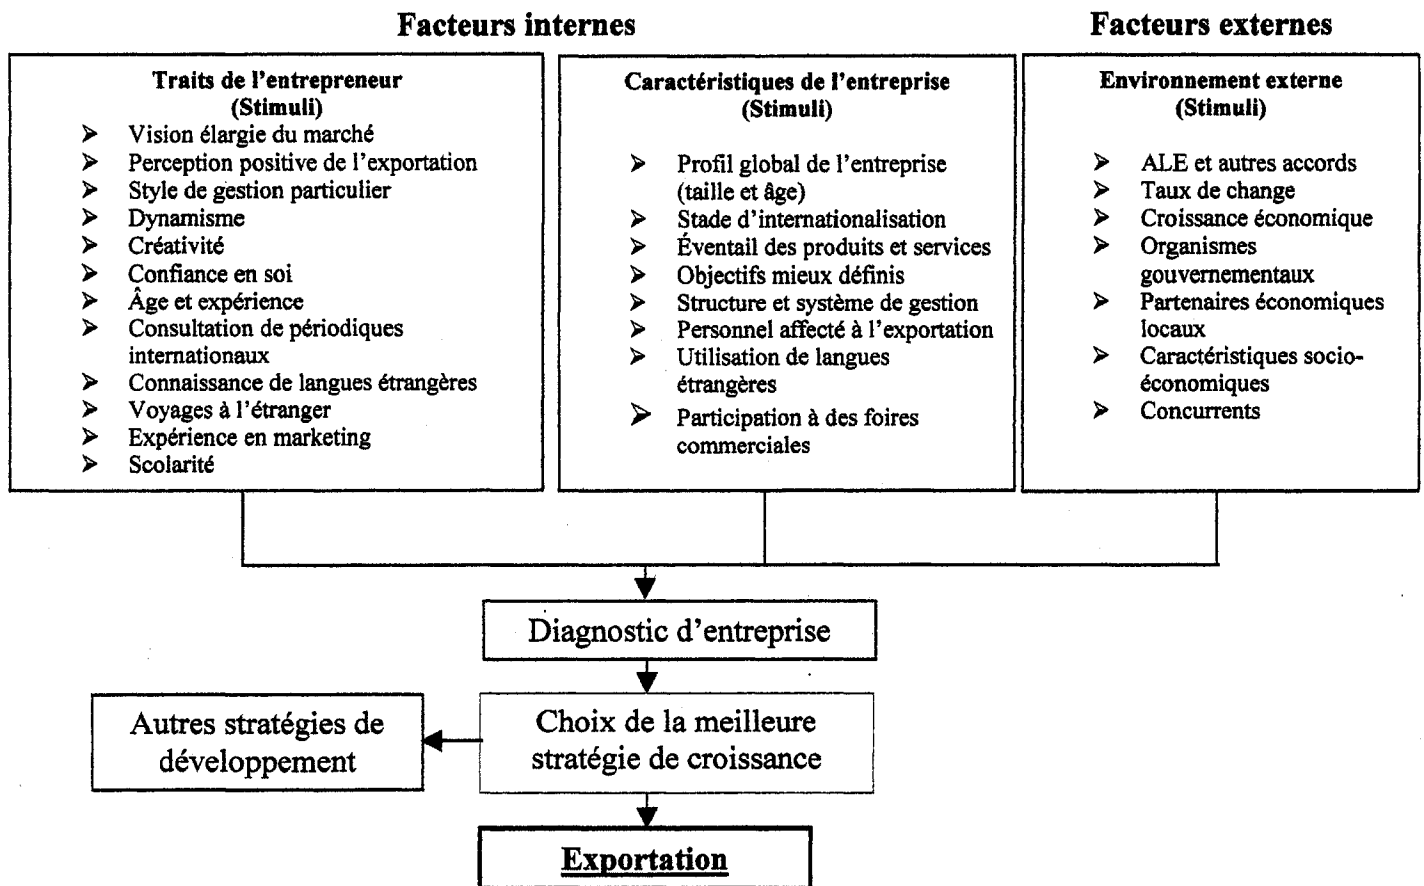 Facteurs internes
Facteurs externes
Traits de l'entrepreneur
(Stimuli)
➢ Vision élargie du marché
➢ Perception positive de l'exportation
➢ Style de gestion particulier
➢ Dynamisme
➢ Créativité
➢ Confiance en soi
➢ Âge et expérience
➢ Consultation de périodiques
internationaux
➢ Connaissance de langues étrangères
➢ Voyages à l'étranger
➢ Expérience en marketing
➢ Scolarité
Caractéristiques de l'entreprise
(Stimuli)
➢ Profil global de l'entreprise
(taille et âge)
➢ Stade d'internationalisation
➢ Éventail des produits et services
➢ Objectifs mieux définis
➢ Structure et système de gestion
➢ Personnel affecté à l'exportation
➢ Utilisation de langues
étrangères
➢ Participation à des foires
commerciales
Environnement externe
(Stimuli)
➢ ALE et autres accords
➢ Taux de change
➢ Croissance économique
➢ Organismes
gouvernementaux
➢ Partenaires économiques
locaux
➢ Caractéristiques socio-
économiques
➢ Concurrents
Diagnostic d'entreprise
Autres stratégies de
développement
Choix de la meilleure
stratégie de croissance
Exportation